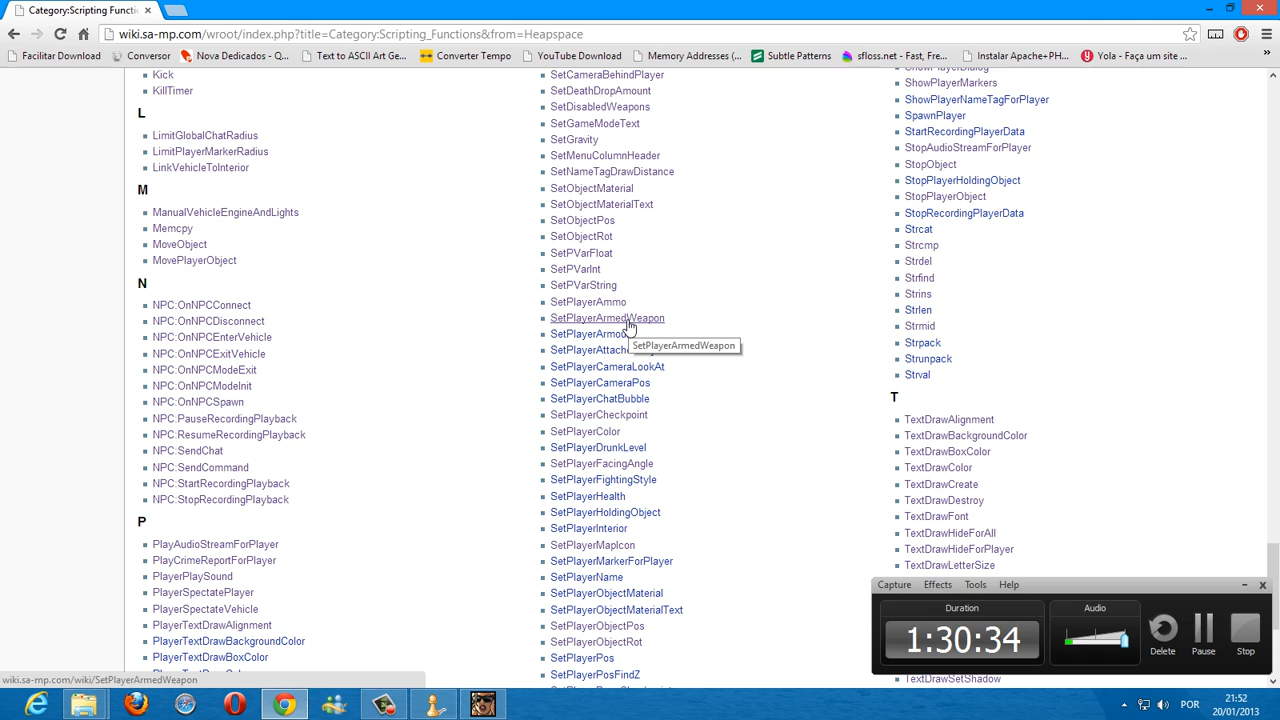 Category:Scripting_Functi
wiki.sa-mp.com/wroot/index.php?title=Category:Scripting_Functions&from=Heapspace
Facilitar Download
Conversor
Nova Dedicados - Q...
Text to ASCII Art Ge...
Converter Tempo
YouTube Download
Memory Addresses (...
Subtle Patterns
sfloss.net - Fast, Fre...
Instalar Apache+PH...
Yola - Faça um site ...
»
Kick
KillTimer
L
LimitGlobalChatRadius
LimitPlayerMarkerRadius
LinkVehicleToInterior
M
ManualVehicleEngineAndLights
Memcpy
MoveObject
MovePlayerObject
N
NPC:OnNPCConnect
NPC:OnNPCDisconnect
NPC:OnNPCEnterVehicle
NPC:OnNPCExitVehicle
NPC:OnNPCModeExit
NPC:OnNPCModeInit
NPC:OnNPCSpawn
NPC:PauseRecordingPlayback
NPC:ResumeRecordingPlayback
NPC:SendChat
NPC:SendCommand
NPC:StartRecordingPlayback
NPC:StopRecordingPlayback
P
PlayAudioStreamForPlayer
PlayCrimeReportForPlayer
PlayerPlaySound
PlayerSpectatePlayer
PlayerSpectateVehicle
PlayerTextDrawAlignment
PlayerTextDrawBackgroundColor
PlayerTextDrawBoxColor
SetCameraBehindPlayer
SetDeathDropAmount
SetDisabledWeapons
SetGameModeText
SetGravity
SetMenuColumnHeader
SetNameTagDrawDistance
SetObjectMaterial
SetObjectMaterialText
SetObjectPos
SetObjectRot
SetPVarFloat
SetPVarInt
SetPVarString
SetPlayerAmmo
SetPlayerArmedWeapon
SetPlayerArmou
SetPlayerArmedWeapon
SetPlayerAttache
SetPlayerCameraLookAt
SetPlayerCameraPos
SetPlayerChatBubble
SetPlayerCheckpoint
SetPlayerColor
SetPlayerDrunkLevel
SetPlayerFacingAngle
SetPlayerFightingStyle
SetPlayerHealth
SetPlayerHoldingObject
SetPlayerInterior
SetPlayerMapIcon
SetPlayerMarkerForPlayer
SetPlayerName
SetPlayerObjectMaterial
SetPlayerObjectMaterialText
SetPlayerObjectPos
SetPlayerObjectRot
SetPlayerPos
SetPlayerPosFindZ
ShowPlayerDialog
ShowPlayerMarkers
ShowPlayerNameTagForPlayer
SpawnPlayer
StartRecordingPlayerData
StopAudioStreamForPlayer
StopObject
StopPlayerHoldingObject
StopPlayerObject
StopRecordingPlayerData
Strcat
Strcmp
Strdel
Strfind
Strins
Strlen
Strmid
Strpack
Strunpack
Strval
T
TextDrawAlignment
TextDrawBackgroundColor
TextDrawBoxColor
TextDrawColor
TextDrawCreate
TextDrawDestroy
TextDrawFont
TextDrawHideForAll
TextDrawHideForPlayer
TextDrawLetterSize
TextDrawSetShadow
Capture Effects Tools Help
Duration
1:30:34
Audio
Delete
Pause
Stop
wiki.sa-mp.com/wiki/SetPlayerArmedWeapon
POR
21:52
20/01/2013